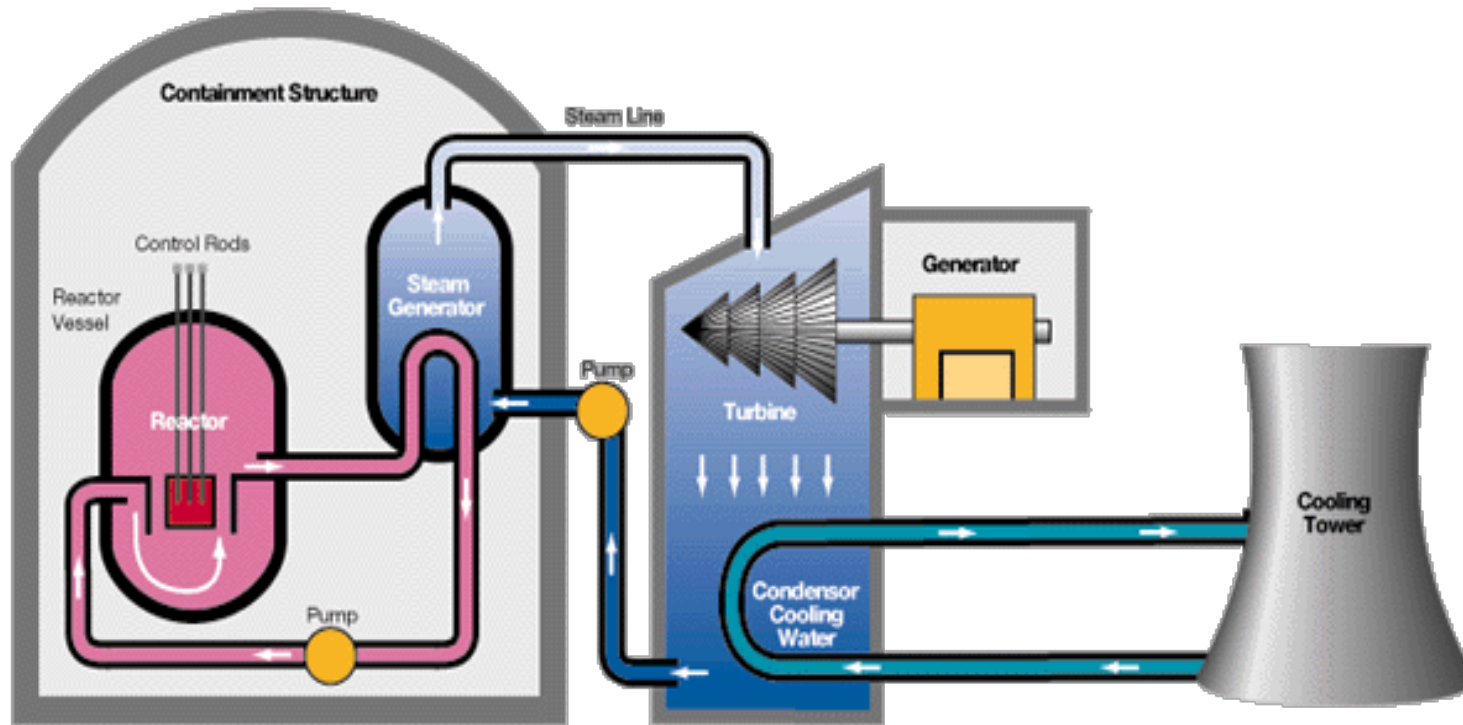 Containment Structure
Steam Line
Control Rods
Reactor
Vessel
Steam
Generator
Generator
Pump
Reactor
Turbine
Cooling
Tower
Condensor
Cooling
Water
Pump